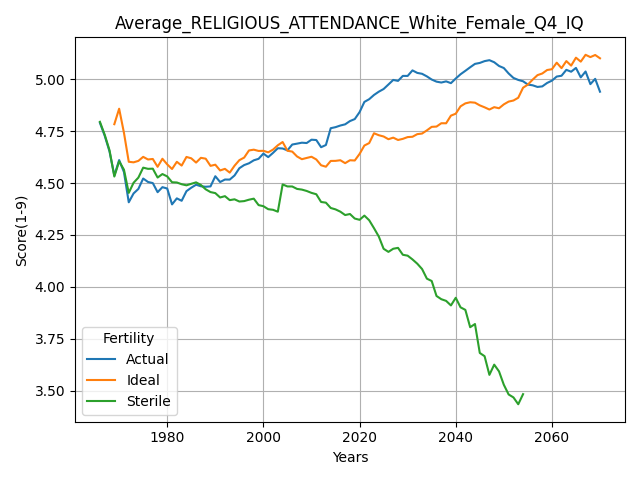 Average_RELIGIOUS_ATTENDANCE_White_Female_Q4_IQ
Score(1-9)
5.00
4.75
4.50
4.25
4.00
3.75
3.50
Fertility
Actual
Ideal
Sterile
1980 2000 2020 2040 2060
Years